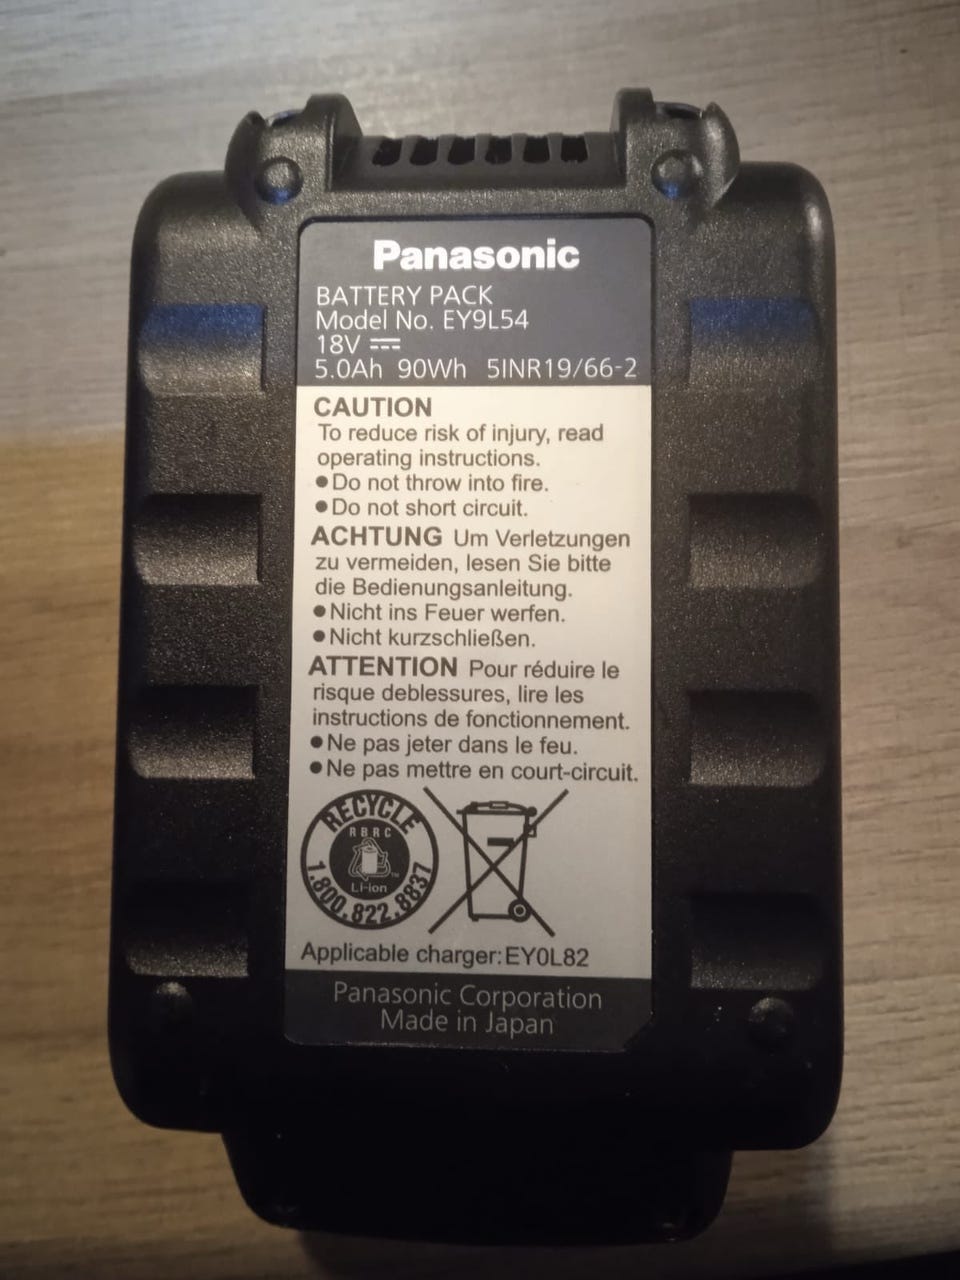 Panasonic
BATTERY PACK
Model No. EY9L54
18V ⎓
5.0Ah 90Wh 5INR19/66-2
CAUTION
To reduce risk of injury, read
operating instructions.
● Do not throw into fire.
● Do not short circuit.
ACHTUNG Um Verletzungen
zu vermeiden, lesen Sie bitte
die Bedienungsanleitung.
● Nicht ins Feuer werfen.
● Nicht kurzschließen.
ATTENTION Pour réduire le
risque deblessures, lire les
instructions de fonctionnement.
● Ne pas jeter dans le feu.
● Ne pas mettre en court-circuit.
RECYCLE
RBRC
TM
Li-ion
1.800.822.8837
Applicable charger:EY0L82
Panasonic Corporation
Made in Japan